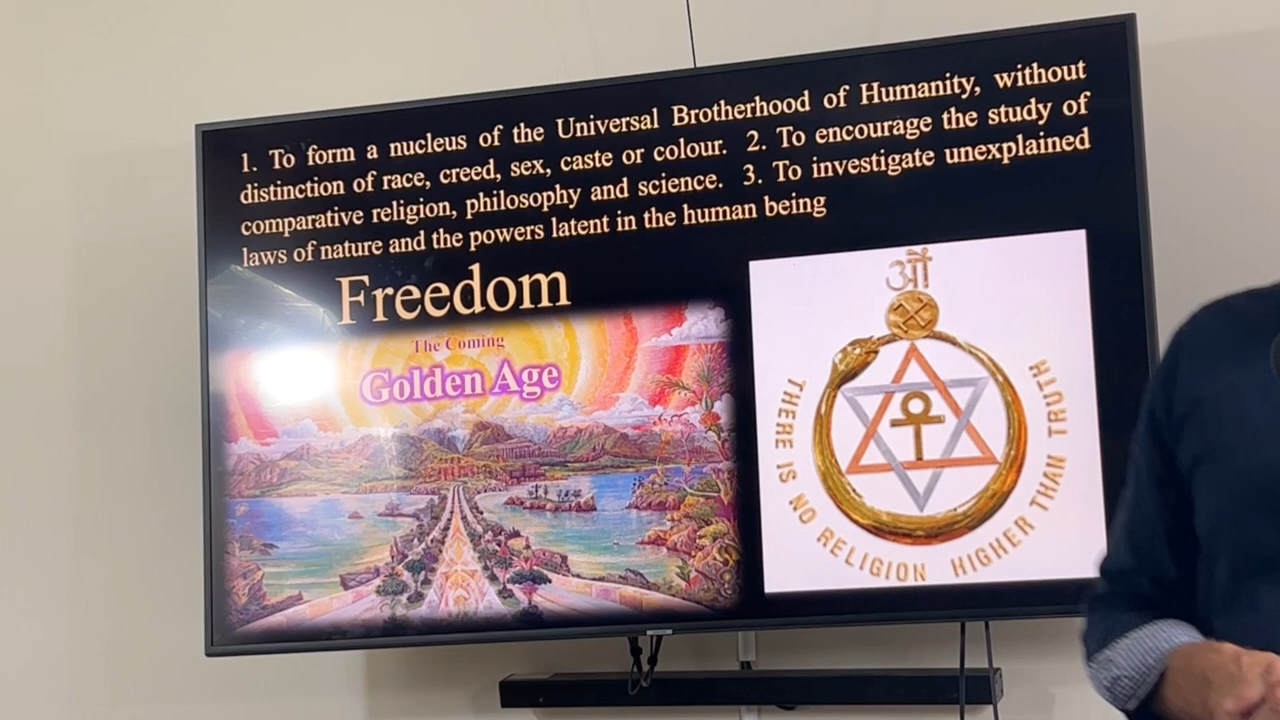 1. To form a nucleus of the Universal Brotherhood of Humanity, without
distinction of race, creed, sex, caste or colour. 2. To encourage the study of
comparative religion, philosophy and science. 3. To investigate unexplained
laws of nature and the powers latent in the human being
Freedom
The Coming
Golden Age
ओं
THERE IS NO RELIGION HIGHER THAN TRUTH